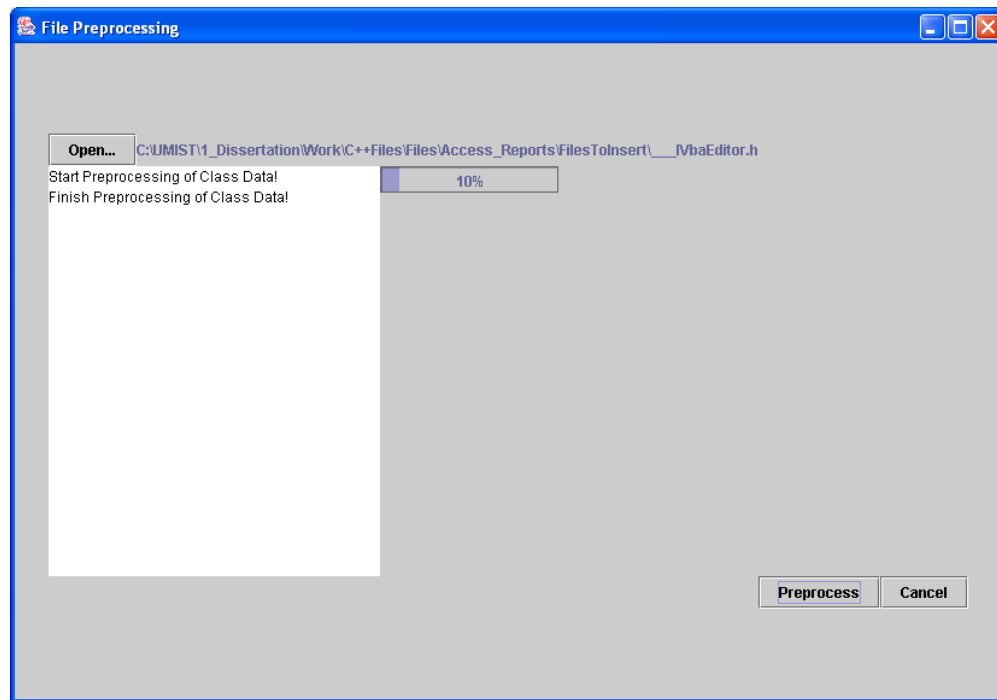 File Preprocessing
Open... C:\UMIST\1_Dissertation\Work\C++Files\Files\Access_Reports\FilesToInsert\___IVbaEditor.h
Start Preprocessing of Class Data!
10%
Finish Preprocessing of Class Data!
Preprocess Cancel